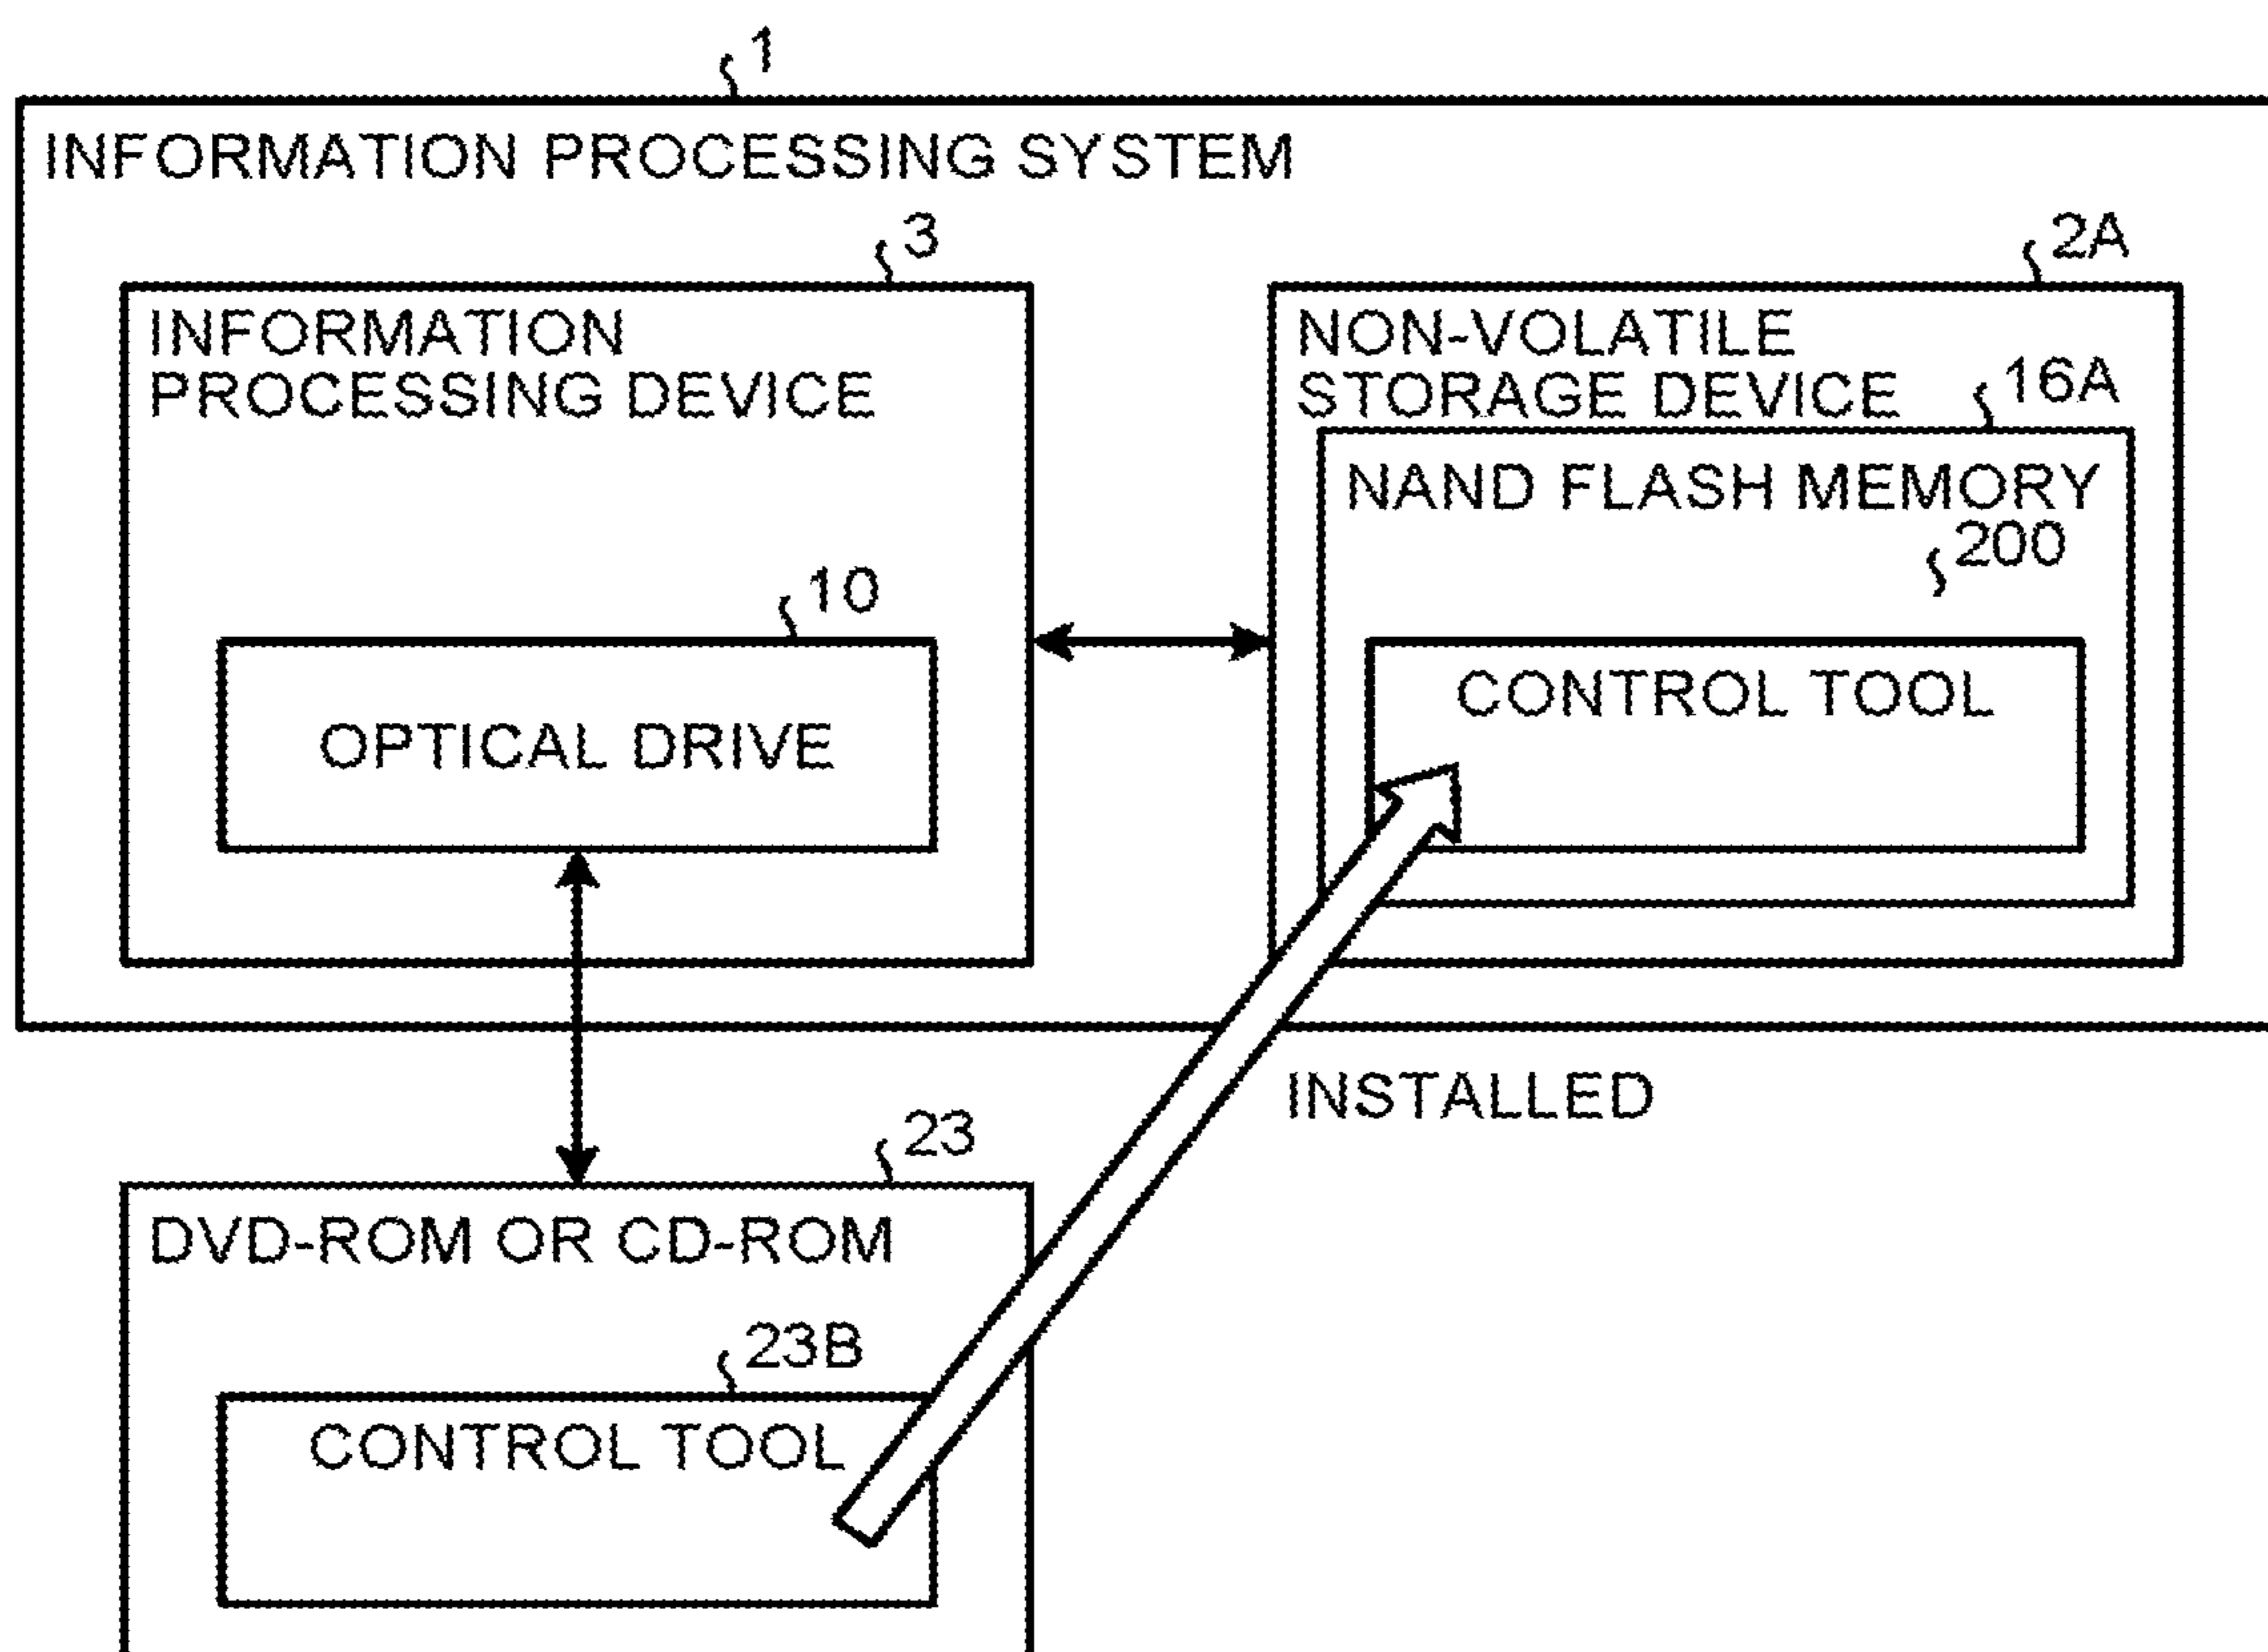 1
INFORMATION PROCESSING SYSTEM
3
INFORMATION
PROCESSING DEVICE
10
OPTICAL DRIVE
2A
NON-VOLATILE
STORAGE DEVICE
16A
NAND FLASH MEMORY
200
CONTROL TOOL
INSTALLED
23
DVD-ROM OR CD-ROM
23B
CONTROL TOOL